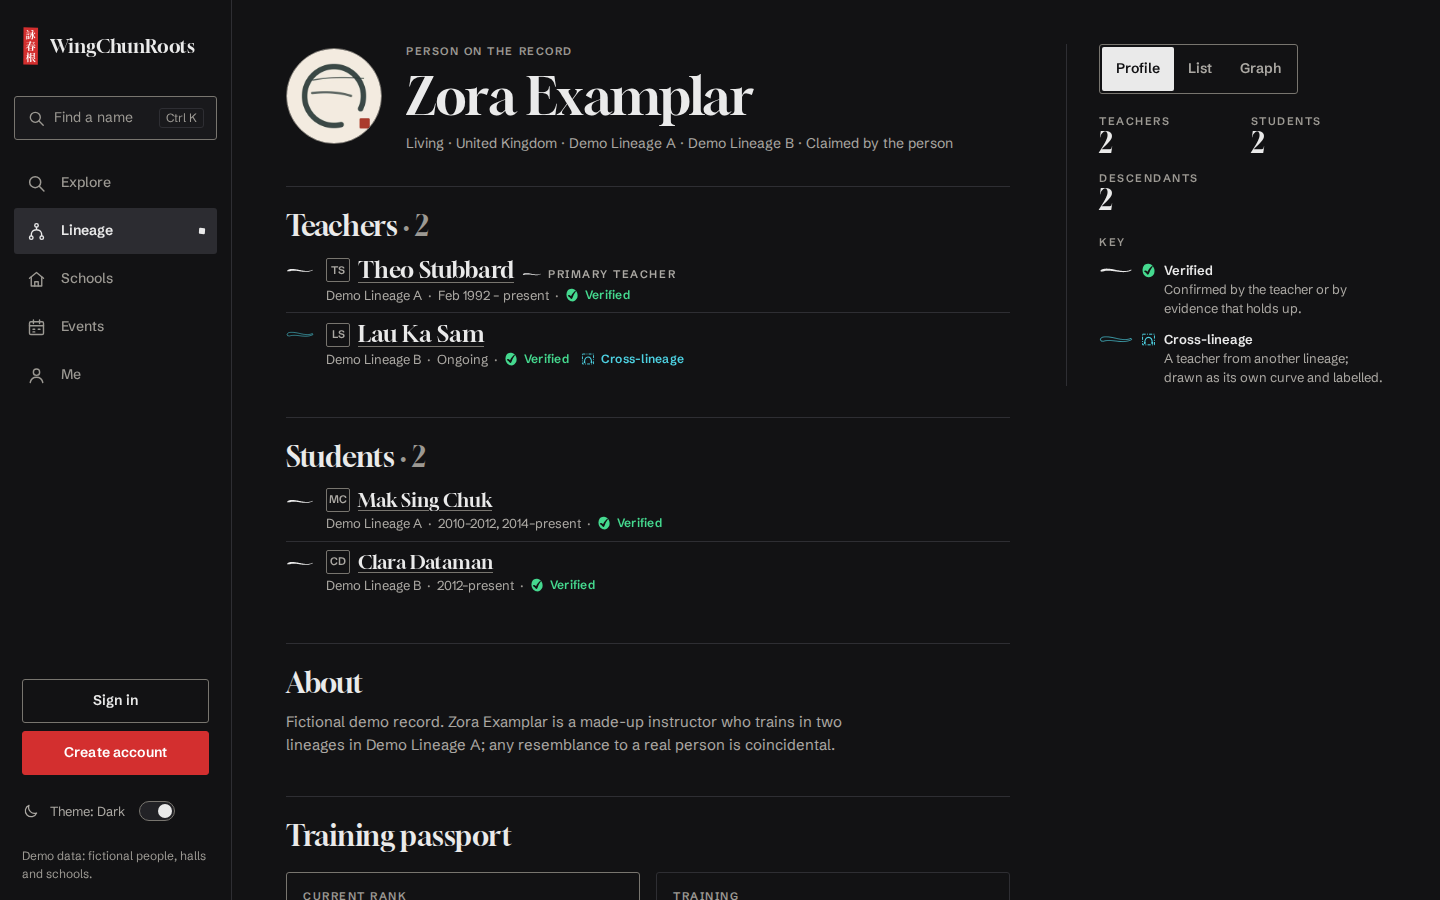 詠春根
WingChunRoots
Find a name
Ctrl K
Explore
Lineage
Schools
Events
Me
Sign in
Create account
Theme: Dark
Demo data: fictional people, halls
and schools.
PERSON ON THE RECORD
Zora Examplar
Living · United Kingdom · Demo Lineage A · Demo Lineage B · Claimed by the person
Teachers · 2
TS Theo Stubbard PRIMARY TEACHER
Demo Lineage A · Feb 1992 – present · Verified
LS Lau Ka Sam
Demo Lineage B · Ongoing · Verified Cross-lineage
Students · 2
MC Mak Sing Chuk
Demo Lineage A · 2010–2012, 2014–present · Verified
CD Clara Dataman
Demo Lineage B · 2012–present · Verified
About
Fictional demo record. Zora Examplar is a made-up instructor who trains in two
lineages in Demo Lineage A; any resemblance to a real person is coincidental.
Training passport
CURRENT RANK
TRAINING
Profile List Graph
TEACHERS STUDENTS
2 2
DESCENDANTS
2
KEY
Verified
Confirmed by the teacher or by
evidence that holds up.
Cross-lineage
A teacher from another lineage;
drawn as its own curve and labelled.